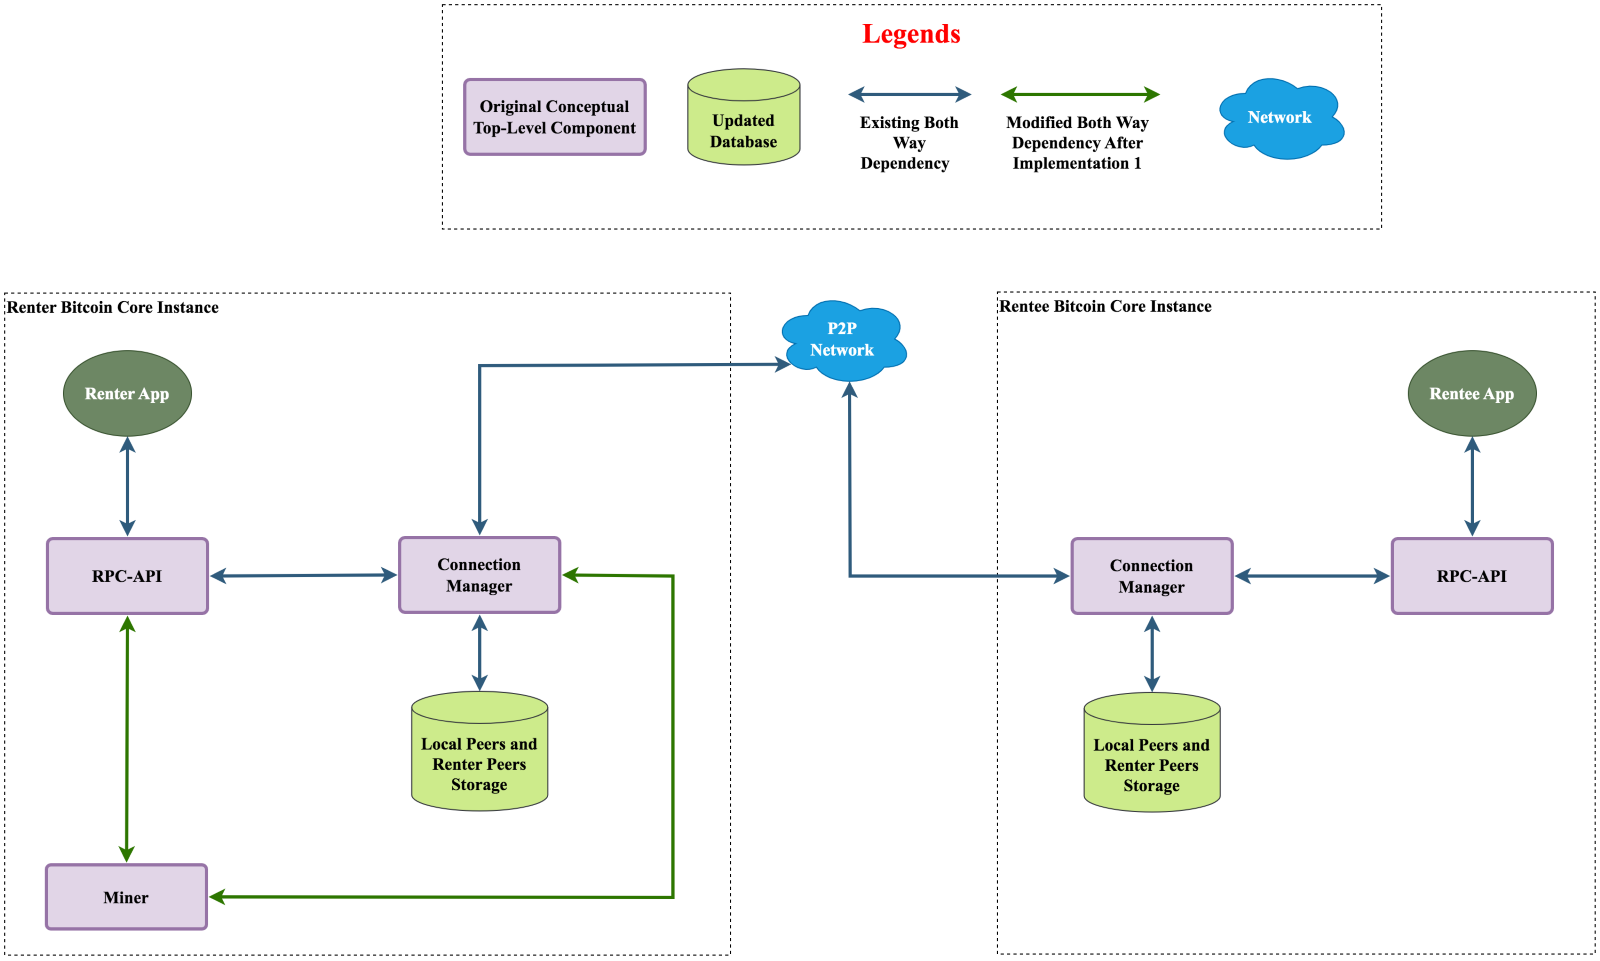 Legends
Original Conceptual
Top-Level Component
Updated
Database
Existing Both
Way
Dependency
Modified Both Way
Dependency After
Implementation 1
Network
Renter Bitcoin Core Instance
Renter App
RPC-API
Connection
Manager
Local Peers and
Renter Peers
Storage
Miner
P2P
Network
Rentee Bitcoin Core Instance
Rentee App
Connection
Manager
RPC-API
Local Peers and
Renter Peers
Storage